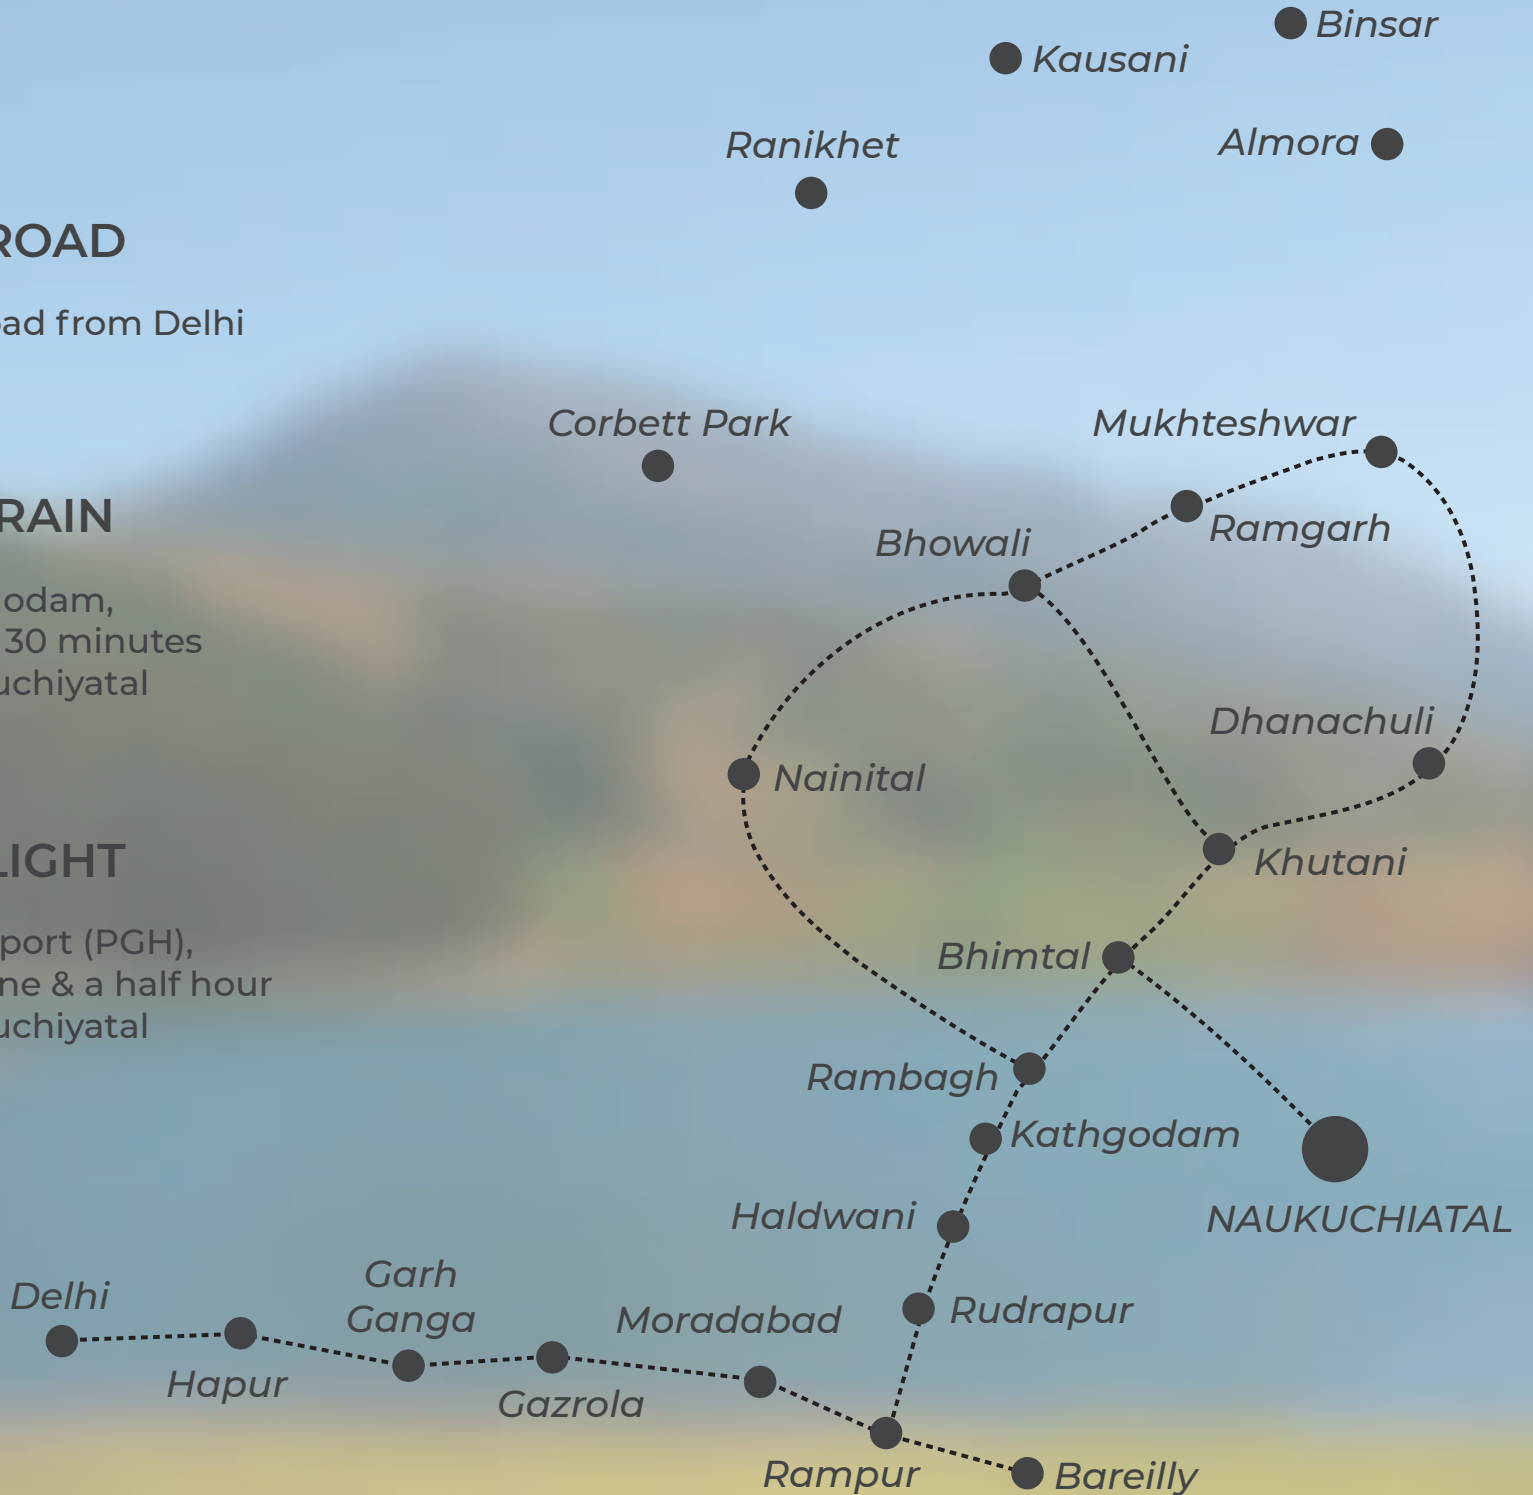 Binsar
Kausani
Ranikhet
Almora
ROAD
ad from Delhi
Corbett Park
Mukhteshwar
RAIN
Ramgarh
Bhowali
odam,
30 minutes
uchiyatal
Dhanachuli
Nainital
LIGHT
Khutani
port (PGH),
ne & a half hour
uchiyatal
Bhimtal
Rambagh
Kathgodam
Haldwani
NAUKUCHIATAL
Delhi
Garh
Ganga
Moradabad
Rudrapur
Hapur
Gazrola
Rampur
Bareilly